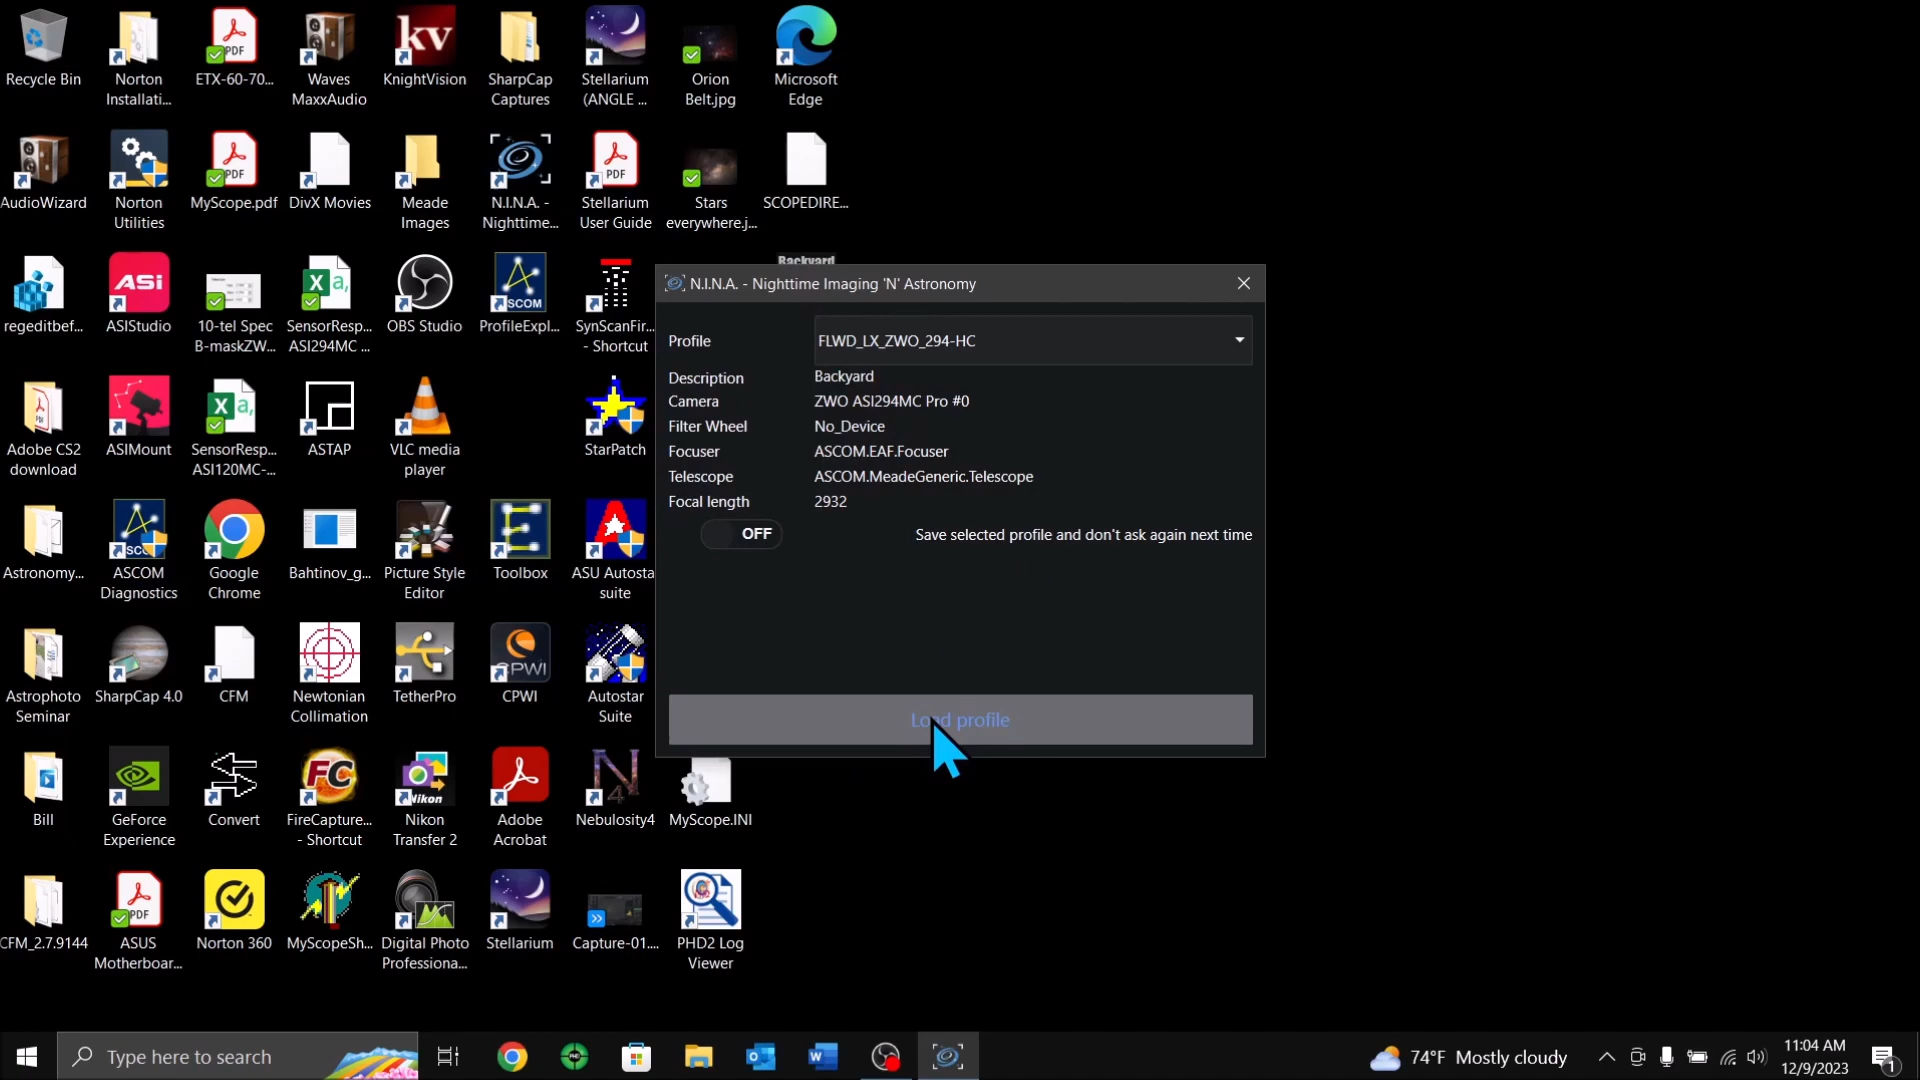 Recycle Bin
Norton
Installati...
ETX-60-70...
Waves
MaxxAudio
KnightVision
SharpCap
Captures
Stellarium
(ANGLE ...
Orion
Belt.jpg
Microsoft
Edge
AudioWizard
Norton
Utilities
MyScope.pdf
DivX Movies
Meade
Images
N.I.N.A. -
Nighttime...
Stellarium
User Guide
Stars
everywhere.j...
SCOPEDIRE...
Backyard
regeditbef...
ASIStudio
10-tel Spec
B-maskZW...
SensorResp...
ASI294MC ...
OBS Studio
ProfileExpl...
SynScanFir...
- Shortcut
Adobe CS2
download
ASIMount
SensorResp...
ASI120MC-...
ASTAP
VLC media
player
StarPatch
Astronomy...
ASCOM
Diagnostics
Google
Chrome
Bahtinov_g...
Picture Style
Editor
Toolbox
ASU Autosta
suite
Astrophoto
Seminar
SharpCap 4.0
CFM
Newtonian
Collimation
TetherPro
CPWI
Autostar
Suite
Bill
GeForce
Experience
Convert
FireCapture...
- Shortcut
Nikon
Transfer 2
Adobe
Acrobat
Nebulosity4
MyScope.INI
CFM_2.7.9144
ASUS
Motherboar...
Norton 360
MyScopeSh...
Digital Photo
Professiona...
Stellarium
Capture-01....
PHD2 Log
Viewer
N.I.N.A. - Nighttime Imaging 'N' Astronomy
Profile FLWD_LX_ZWO_294-HC
Description Backyard
Camera ZWO ASI294MC Pro #0
Filter Wheel No_Device
Focuser ASCOM.EAF.Focuser
Telescope ASCOM.MeadeGeneric.Telescope
Focal length 2932
OFF Save selected profile and don't ask again next time
Load profile
Type here to search
74°F Mostly cloudy
11:04 AM
12/9/2023
1